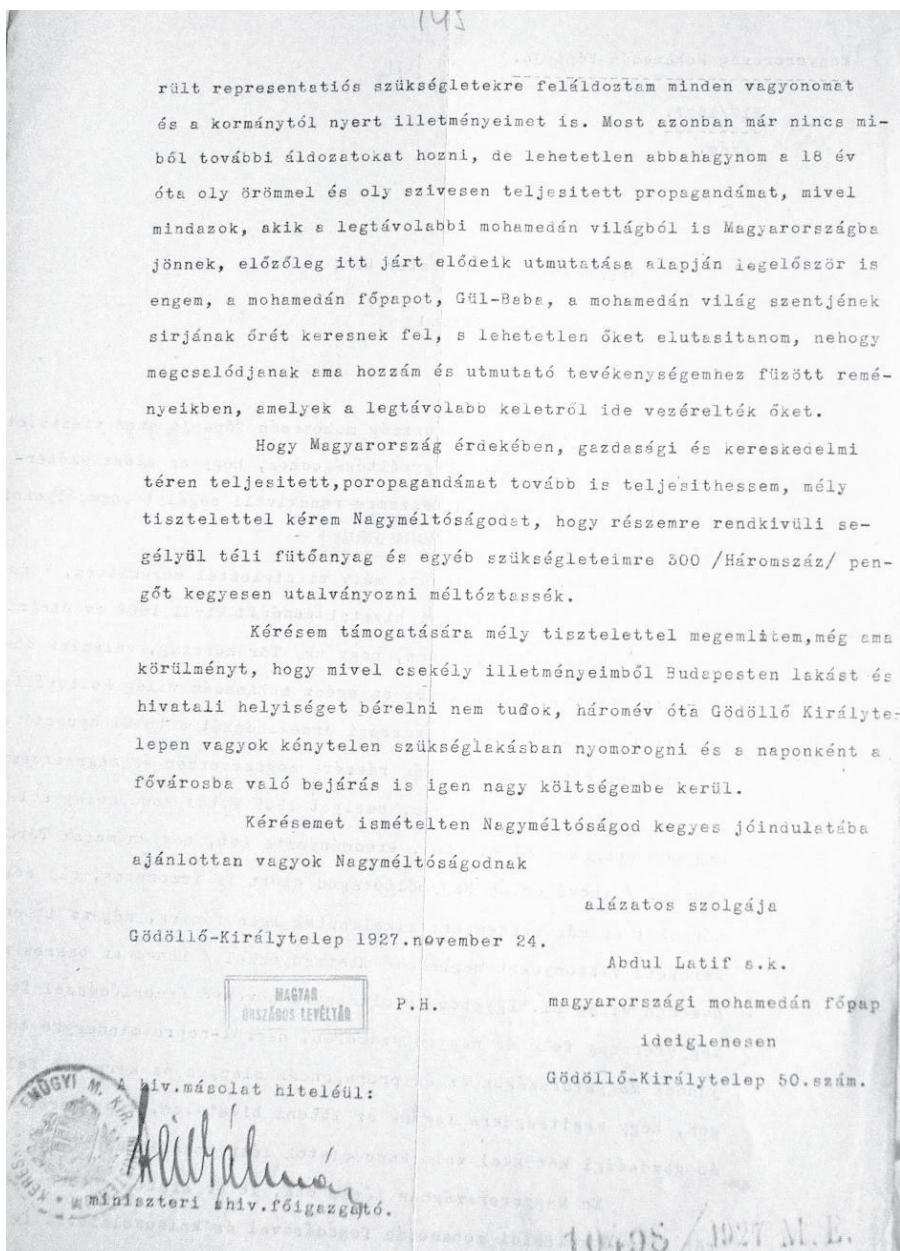 143
rült representatiós szükségletekre feláldoztam minden vagyonomat
és a kormánytól nyert illetményeimet is. Most azonban már nincs mi-
ből további áldozatokat hozni, de lehetetlen abbahagynom a 18 év
óta oly örömmel és oly szivesen teljesitett propagandámat, mivel
mindazok, akik a legtávolabbi mohamedán világból is Magyarországba
jönnek, előzőleg itt járt elődeik utmutatása alapján legelőször is
engem, a mohamedán főpapot, Gül-Baba, a mohamedán világ szentjének
sirjának őrét keresnek fel, s lehetetlen őket elutasitanom, nehogy
megcsalódjanak ama hozzám és utmutató tevékenységemhez füzött remé-
nyeikben, amelyek a legtávolabb keletről ide vezérelték őket.
Hogy Magyarország érdekében, gazdasági és kereskedelmi
téren teljesitett,poropagandámat tovább is teljesithessem, mély
tisztelettel kérem Nagyméltóságodat, hogy részemre rendkivüli se-
gélyül téli fütőanyag és egyéb szükségleteimre 300 /Háromszáz/ pen-
gőt kegyesen utalványozni méltóztassék.
Kérésem támogatására mély tisztelettel megemlitem,még ama
körülményt, hogy mivel csekély illetményeimből Budapesten lakást és
hivatali helyiséget bérelni nem tudok, háromév óta Gödöllő Királyte-
lepen vagyok kénytelen szükséglakásban nyomorogni és a naponként a
fővárosba való bejárás is igen nagy költségembe kerül.
Kérésemet ismételten Nagyméltóságod kegyes jóindulatába
ajánlottan vagyok Nagyméltóságodnak
alázatos szolgája
Gödöllő-Királytelep 1927.november 24.
Abdul Latif s.k.
MAGYAR
ORSZÁGOS LEVÉLTÁR
P.H.
magyarországi mohamedán főpap
ideiglenesen
Gödöllő-Királytelep 50.szám.
A hiv.másolat hiteléül:
miniszteri shiv.főigazgató.
10498 / 1927 M. E.